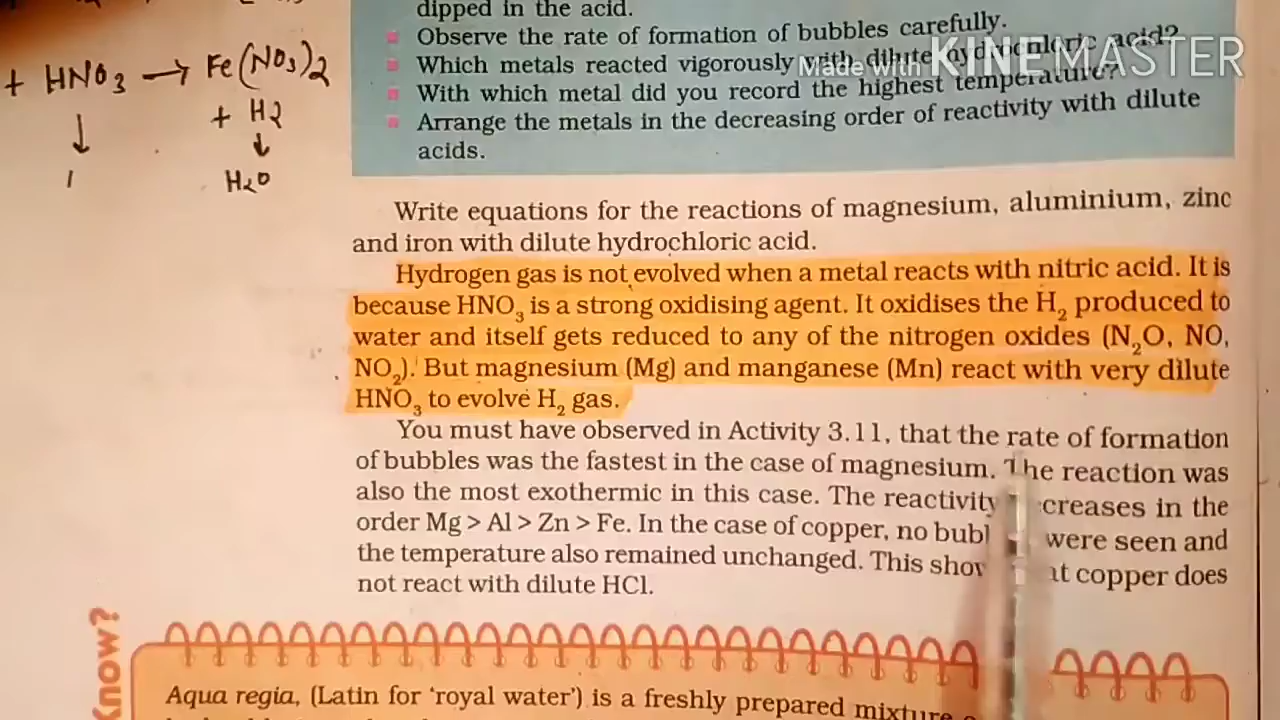 dipped in the acid.
Observe the rate of formation of bubbles carefully.
Which metals reacted vigorously with dilute hydrochloric acid?
With which metal did you record the highest temperature?
Arrange the metals in the decreasing order of reactivity with dilute
acids.
Made with KINEMASTER
+ HNO₃ → Fe(NO₃)₂
↓ + H₂
↓
1 H₂O
Write equations for the reactions of magnesium, aluminium, zinc
and iron with dilute hydrochloric acid.
Hydrogen gas is not evolved when a metal reacts with nitric acid. It is
because HNO₃ is a strong oxidising agent. It oxidises the H₂ produced to
water and itself gets reduced to any of the nitrogen oxides (N₂O, NO,
NO₂). But magnesium (Mg) and manganese (Mn) react with very dilute
HNO₃ to evolve H₂ gas.
You must have observed in Activity 3.11, that the rate of formation
of bubbles was the fastest in the case of magnesium. The reaction was
also the most exothermic in this case. The reactivity creases in the
order Mg > Al > Zn > Fe. In the case of copper, no bubl were seen and
the temperature also remained unchanged. This shov at copper does
not react with dilute HCl.
Know?
Aqua regia, (Latin for ‘royal water’) is a freshly prepared mixture